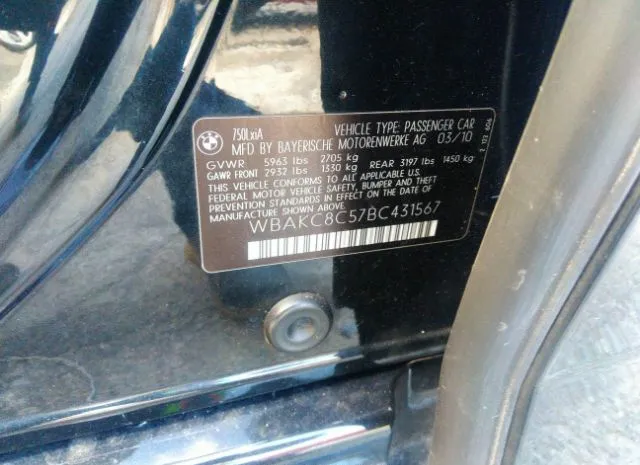 BMW
750LxiA VEHICLE TYPE: PASSENGER CAR
MFD BY BAYERISCHE MOTORENWERKE AG 03/10
GVWR 5963 lbs 2705 kg
GAWR FRONT 2932 lbs 1330 kg REAR 3197 lbs 1450 kg
THIS VEHICLE CONFORMS TO ALL APPLICABLE
FEDERAL MOTOR VEHICLE SAFETY, BUMPER AND THEFT
PREVENTION STANDARDS IN EFFECT ON THE DATE OF
MANUFACTURE SHOWN ABOVE.
WBAKC8C57BC431567